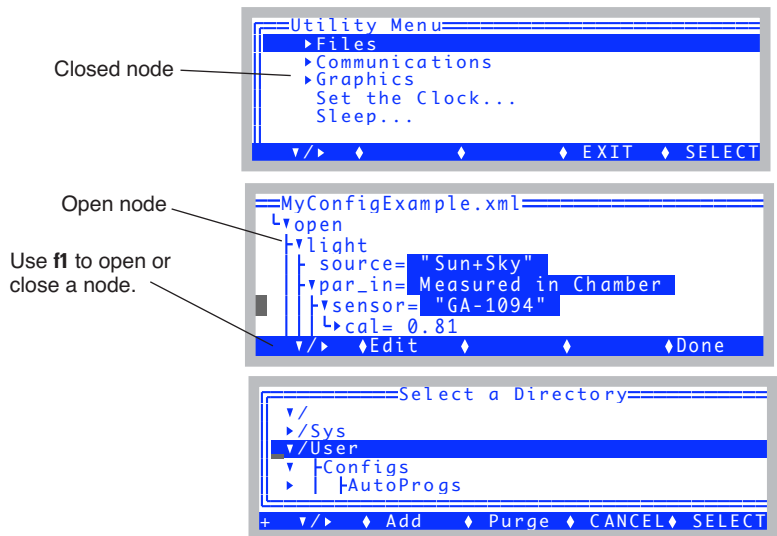 Utility Menu
▸Files
▸Communications
▸Graphics
Set the Clock...
Sleep...
▾/▸ ♦ ♦ ♦ EXIT ♦ SELECT
Closed node
MyConfigExample.xml
▾open
▾light
source= "Sun+Sky"
▾par_in= Measured in Chamber
▾sensor= "GA-1094"
▸cal= 0.81
▾/▸ ♦Edit ♦ ♦ ♦Done
Open node
Use f1 to open or
close a node.
Select a Directory
▾/
▸/Sys
▾/User
▾ Configs
▸ AutoProgs
+ ▾/▸ ♦ Add ♦ Purge ♦ CANCEL♦ SELECT